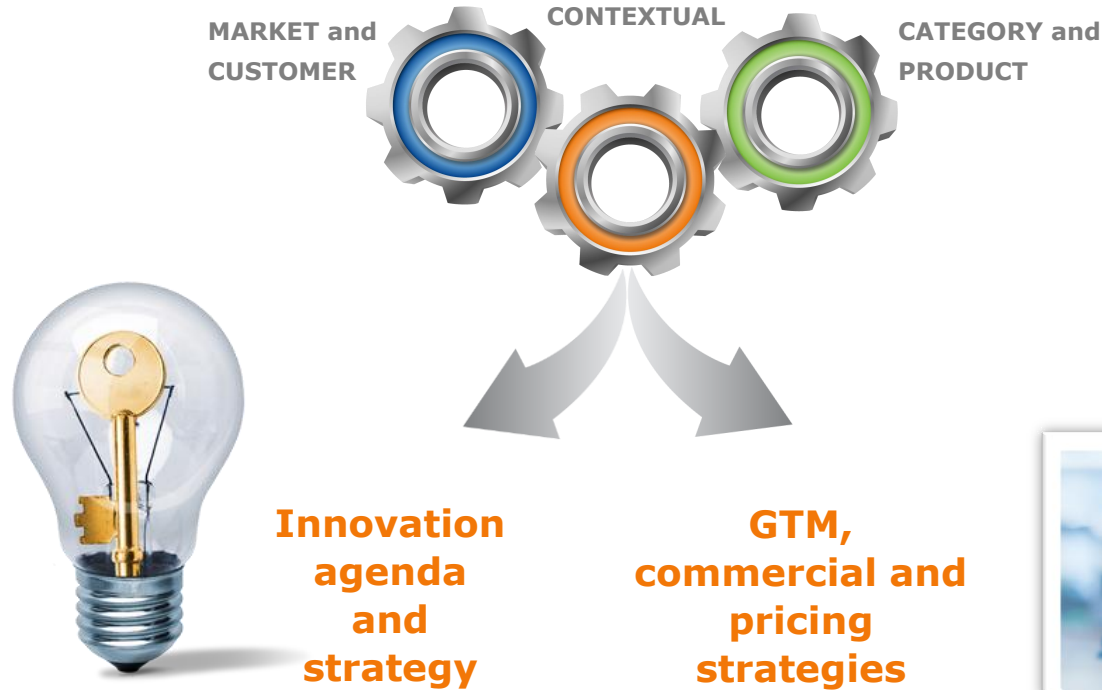 MARKET and
CUSTOMER
CONTEXTUAL
CATEGORY and
PRODUCT
Innovation
agenda
and
strategy
GTM,
commercial and
pricing
strategies